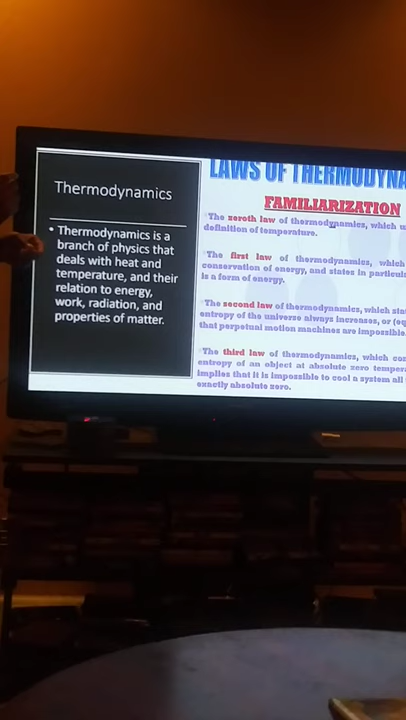 Thermodynamics
• Thermodynamics is a
branch of physics that
deals with heat and
temperature, and their
relation to energy,
work, radiation, and
properties of matter.
LAWS OF THERMODYNA
FAMILIARIZATION
The zeroth law of thermodynamics, which u
definition of temperature.
The first law of thermodynamics, which
conservation of energy, and states in particula
is a form of energy.
The second law of thermodynamics, which sta
entropy of the universe always increases, or (eq
that perpetual motion machines are impossible.
The third law of thermodynamics, which con
entropy of an object at absolute zero tempera
implies that it is impossible to cool a system all
exactly absolute zero.